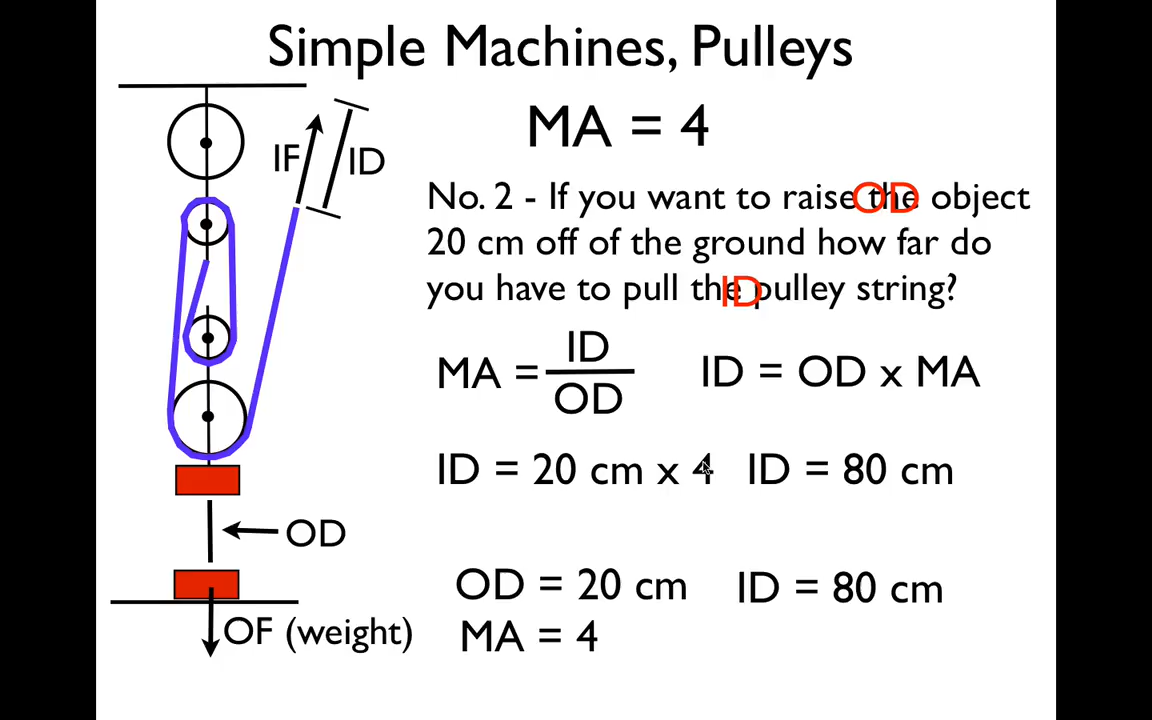 Simple Machines, Pulleys
MA = 4
IF
ID
No. 2 - If you want to raise the object
OD
20 cm off of the ground how far do
you have to pull the pulley string?
ID
MA = ID
OD
ID = OD x MA
ID = 20 cm x 4
ID = 80 cm
OD
OD = 20 cm
ID = 80 cm
OF (weight)
MA = 4